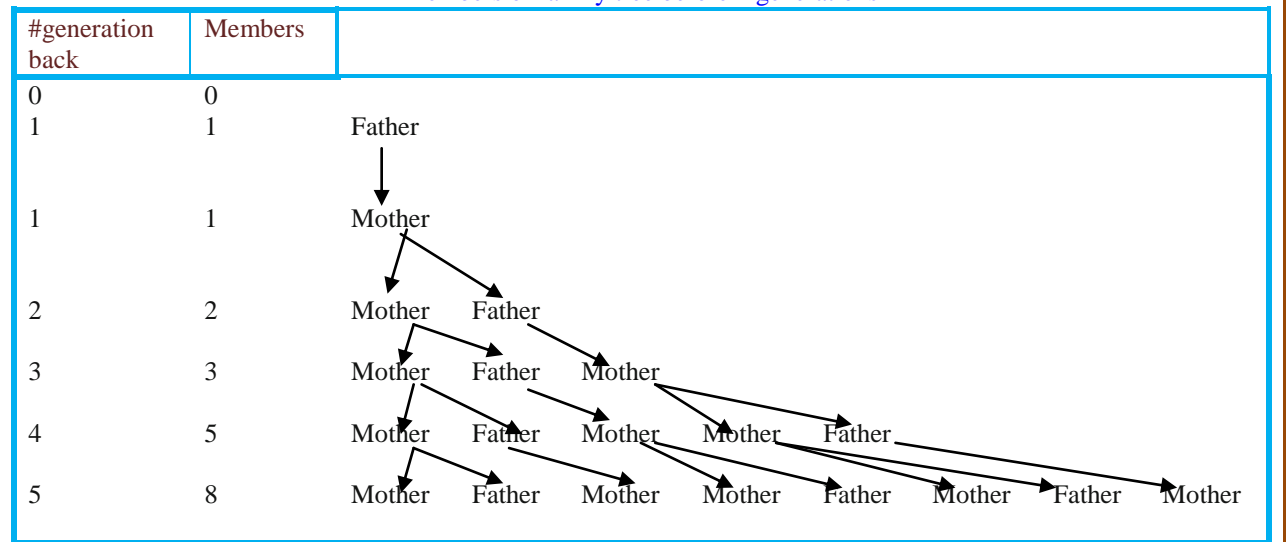 #generation back Members
0 0
1 1 Father
1 1 Mother
2 2 Mother Father
3 3 Mother Father Mother
4 5 Mother Father Mother Mother Father
5 8 Mother Father Mother Mother Father Mother Father Mother